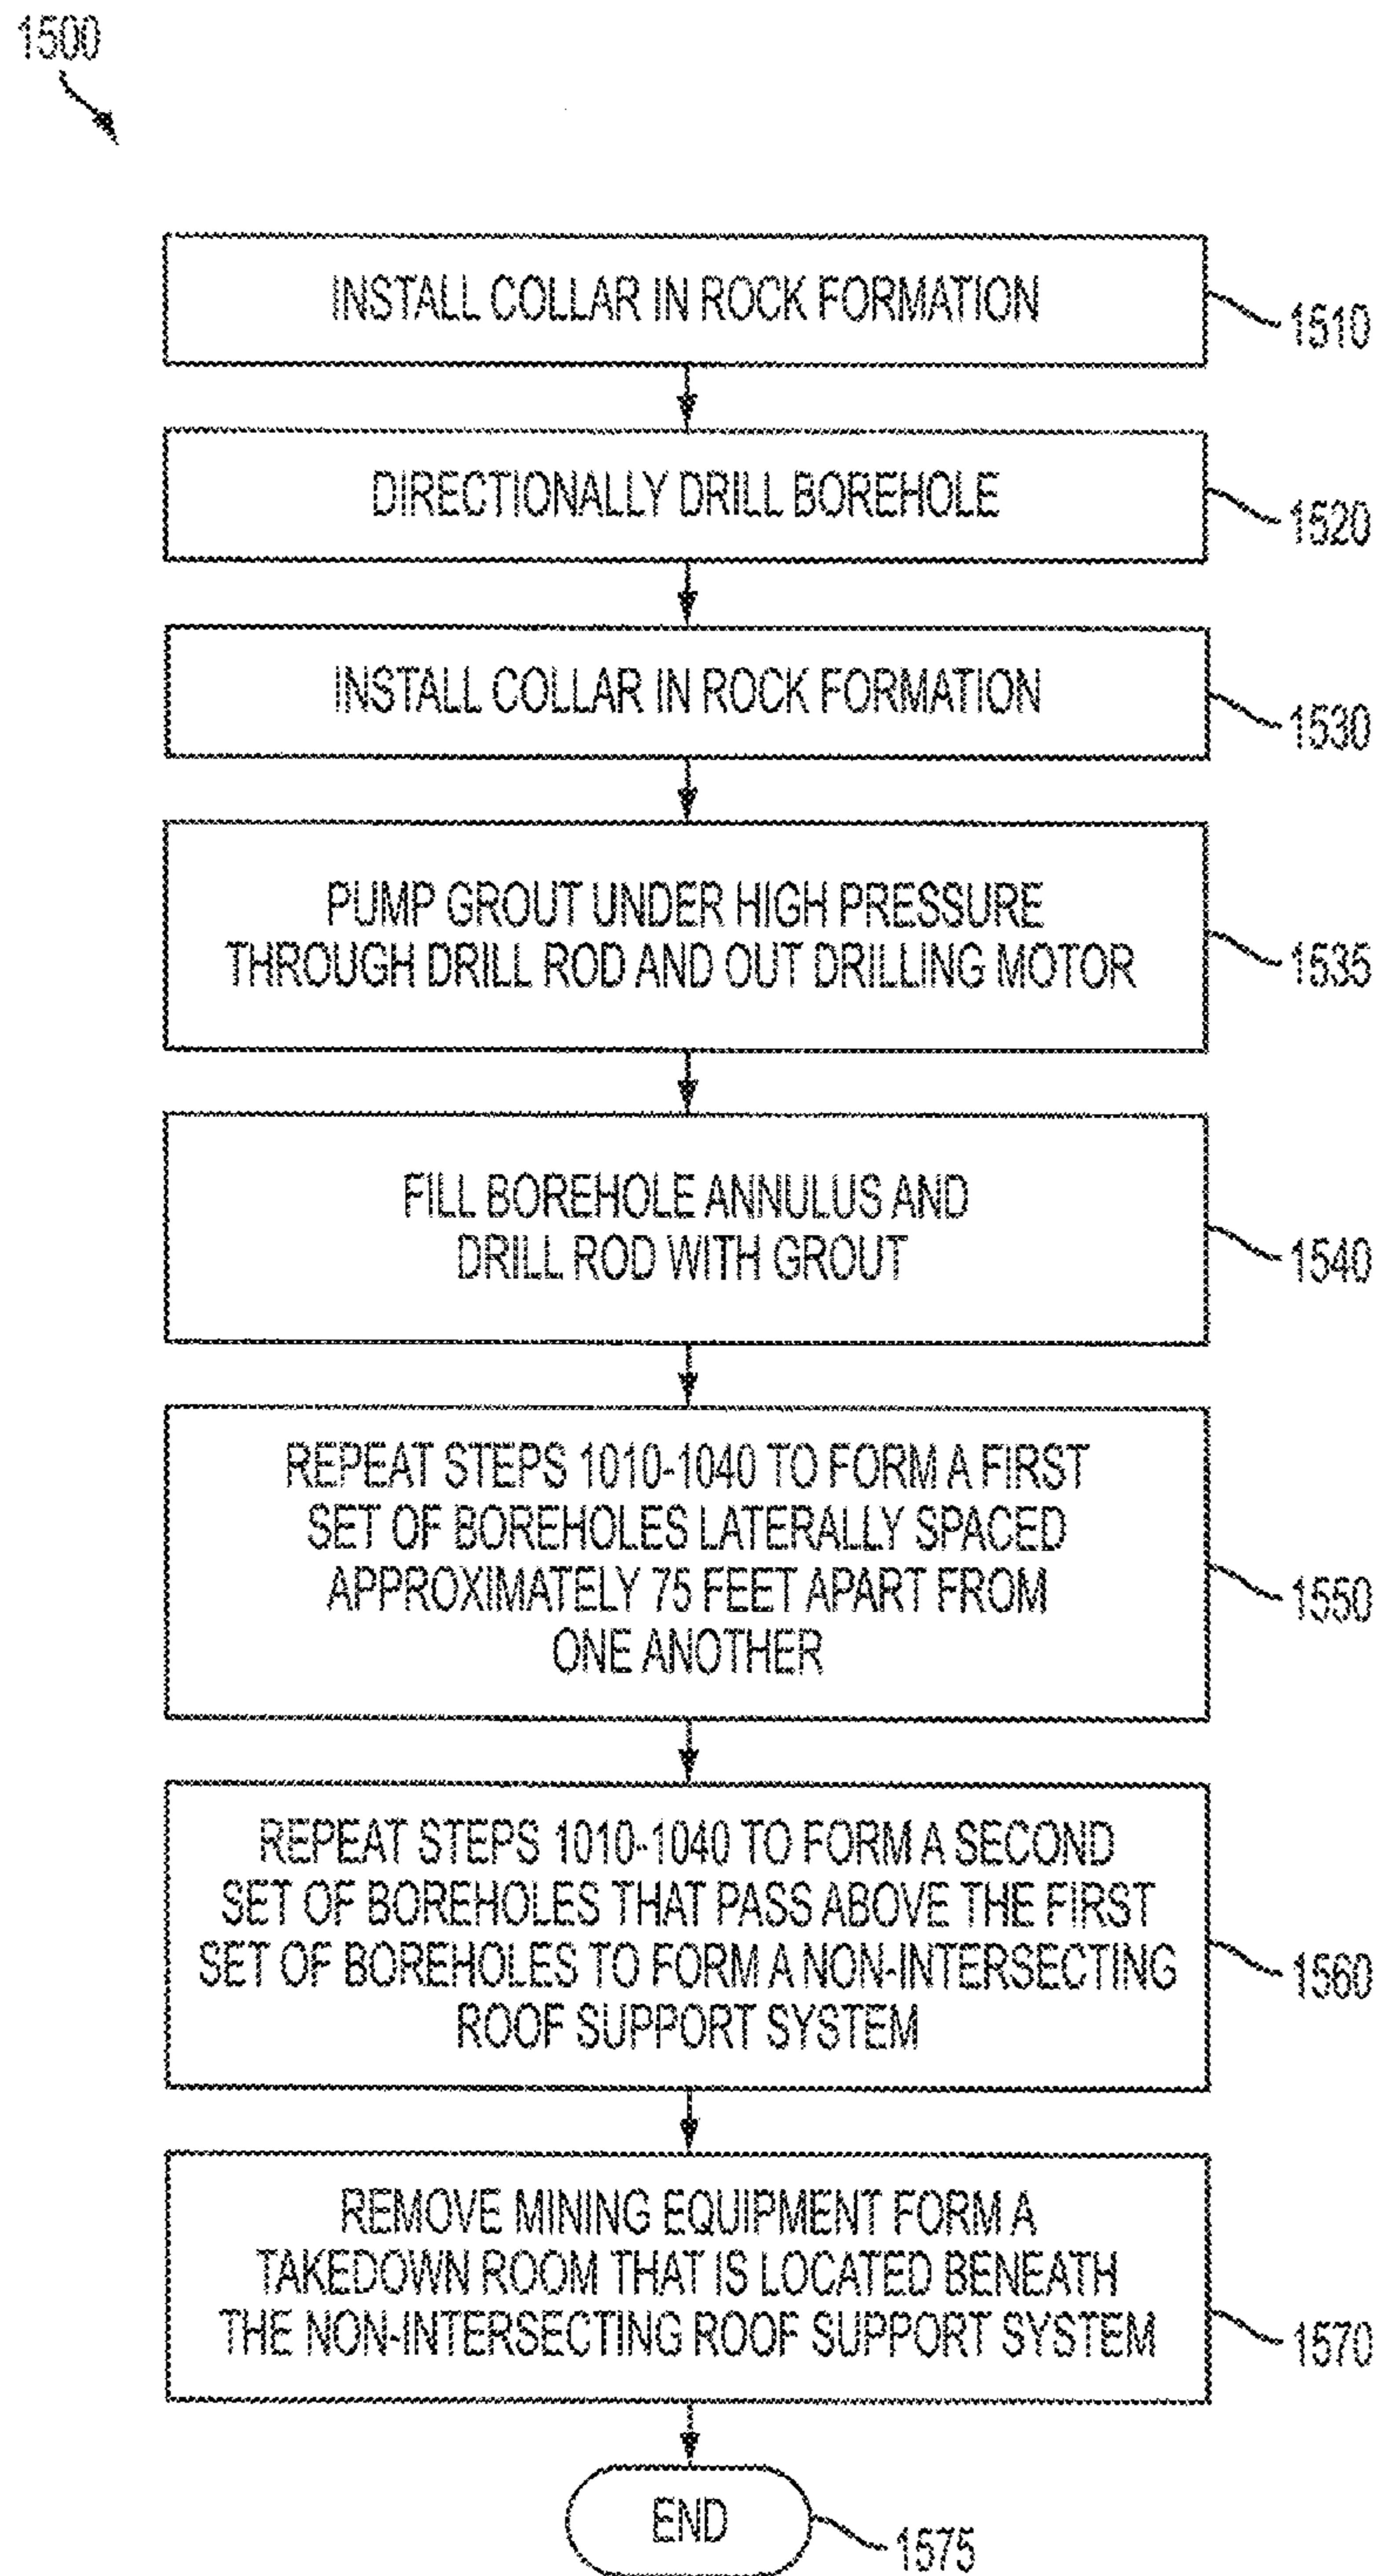 1500
INSTALL COLLAR IN ROCK FORMATION
1510
DIRECTIONALLY DRILL BOREHOLE
1520
INSTALL COLLAR IN ROCK FORMATION
1530
PUMP GROUT UNDER HIGH PRESSURE
THROUGH DRILL ROD AND OUT DRILLING MOTOR
1535
FILL BOREHOLE ANNULUS AND
DRILL ROD WITH GROUT
1540
REPEAT STEPS 1010-1040 TO FORM A FIRST
SET OF BOREHOLES LATERALLY SPACED
APPROXIMATELY 75 FEET APART FROM
ONE ANOTHER
1550
REPEAT STEPS 1010-1040 TO FORM A SECOND
SET OF BOREHOLES THAT PASS ABOVE THE FIRST
SET OF BOREHOLES TO FORM A NON-INTERSECTING
ROOF SUPPORT SYSTEM
1560
REMOVE MINING EQUIPMENT FORM A
TAKEDOWN ROOM THAT IS LOCATED BENEATH
THE NON-INTERSECTING ROOF SUPPORT SYSTEM
1570
END
1575